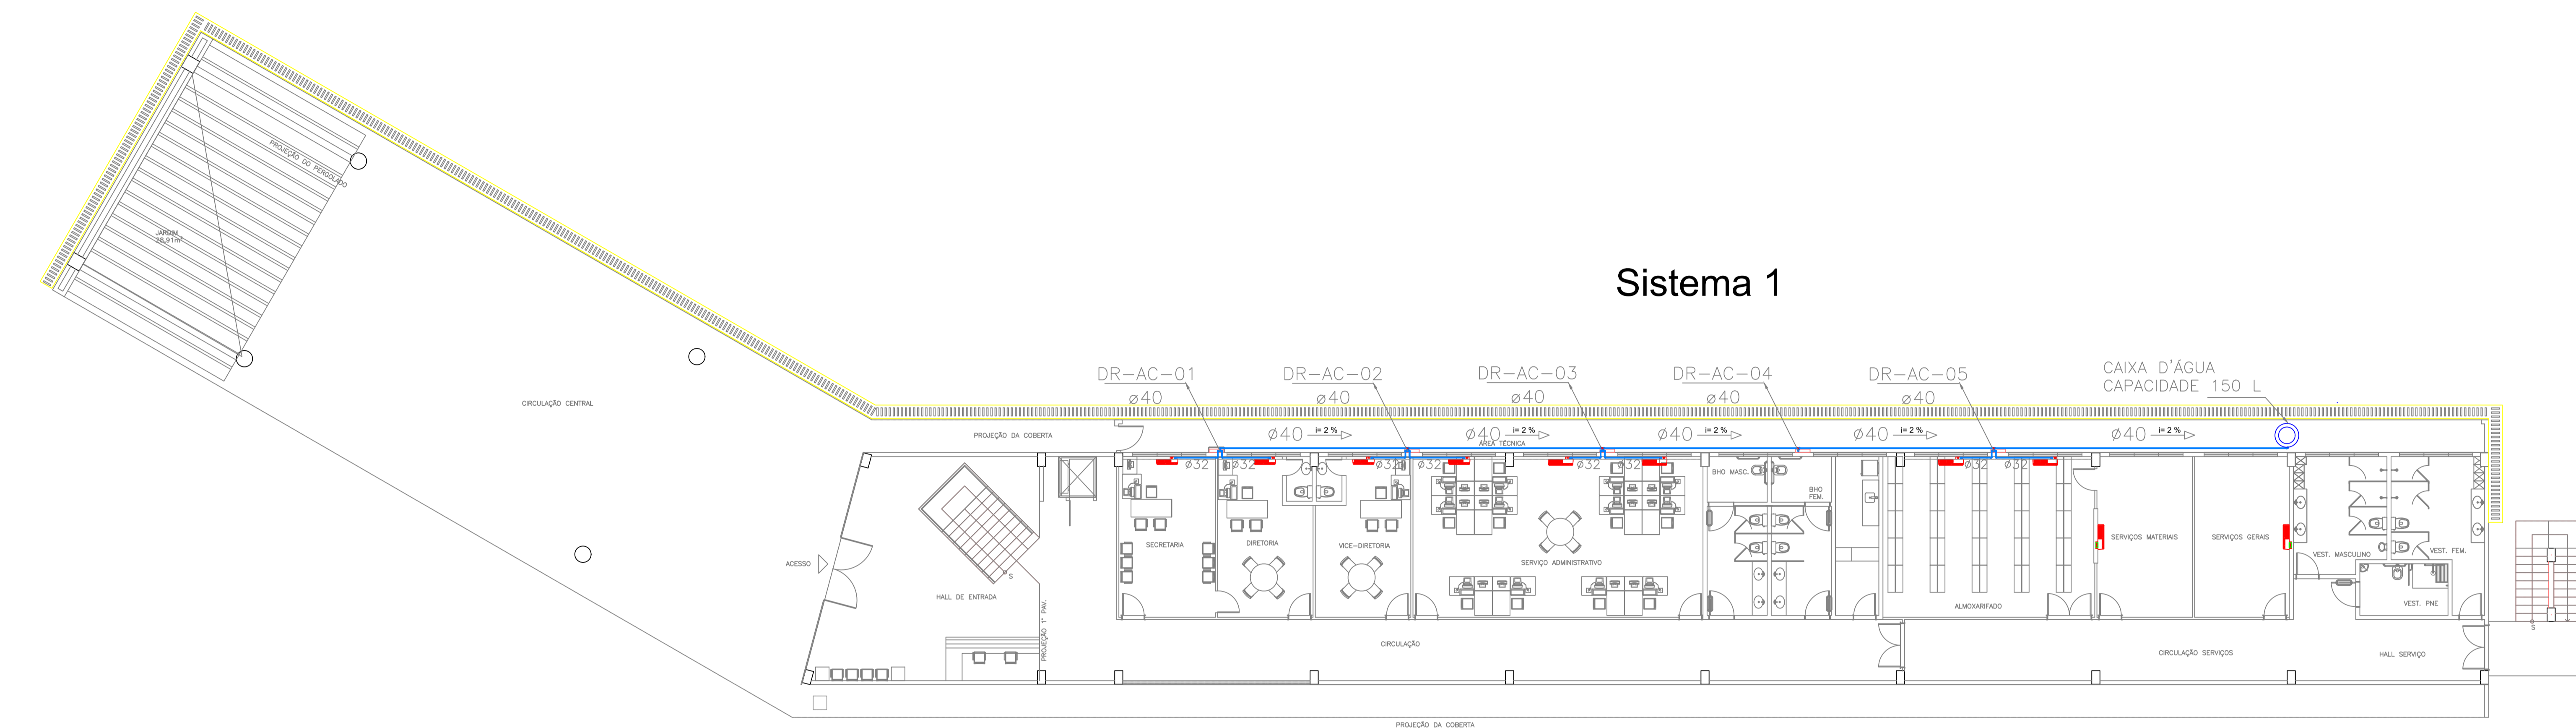 Sistema 1
PROJEÇÃO DO PERGOLADO
JARDIM
28,91m²
CIRCULAÇÃO CENTRAL
PROJEÇÃO DA COBERTA
DR-AC-01
ø40
DR-AC-02
ø40
DR-AC-03
ø40
DR-AC-04
ø40
DR-AC-05
ø40
CAIXA D'ÁGUA
CAPACIDADE 150 L
ø40 i= 2 %
ø40 i= 2 %
ø40 i= 2 %
ø40 i= 2 %
ø40 i= 2 %
ÁREA TÉCNICA
ø32
ø32
ø32
ø32
ø32
ø32
ø32
ø32
BHO MASC.
BHO
FEM.
ACESSO
HALL DE ENTRADA
S
PROJEÇÃO 1° PAV.
SECRETARIA
DIRETORIA
VICE-DIRETORIA
SERVIÇO ADMINISTRATIVO
ALMOXARIFADO
SERVIÇOS MATERIAIS
SERVIÇOS GERAIS
VEST. MASCULINO
VEST. FEM.
VEST. PNE
S
CIRCULAÇÃO
CIRCULAÇÃO SERVIÇOS
HALL SERVIÇO
PROJEÇÃO DA COBERTA